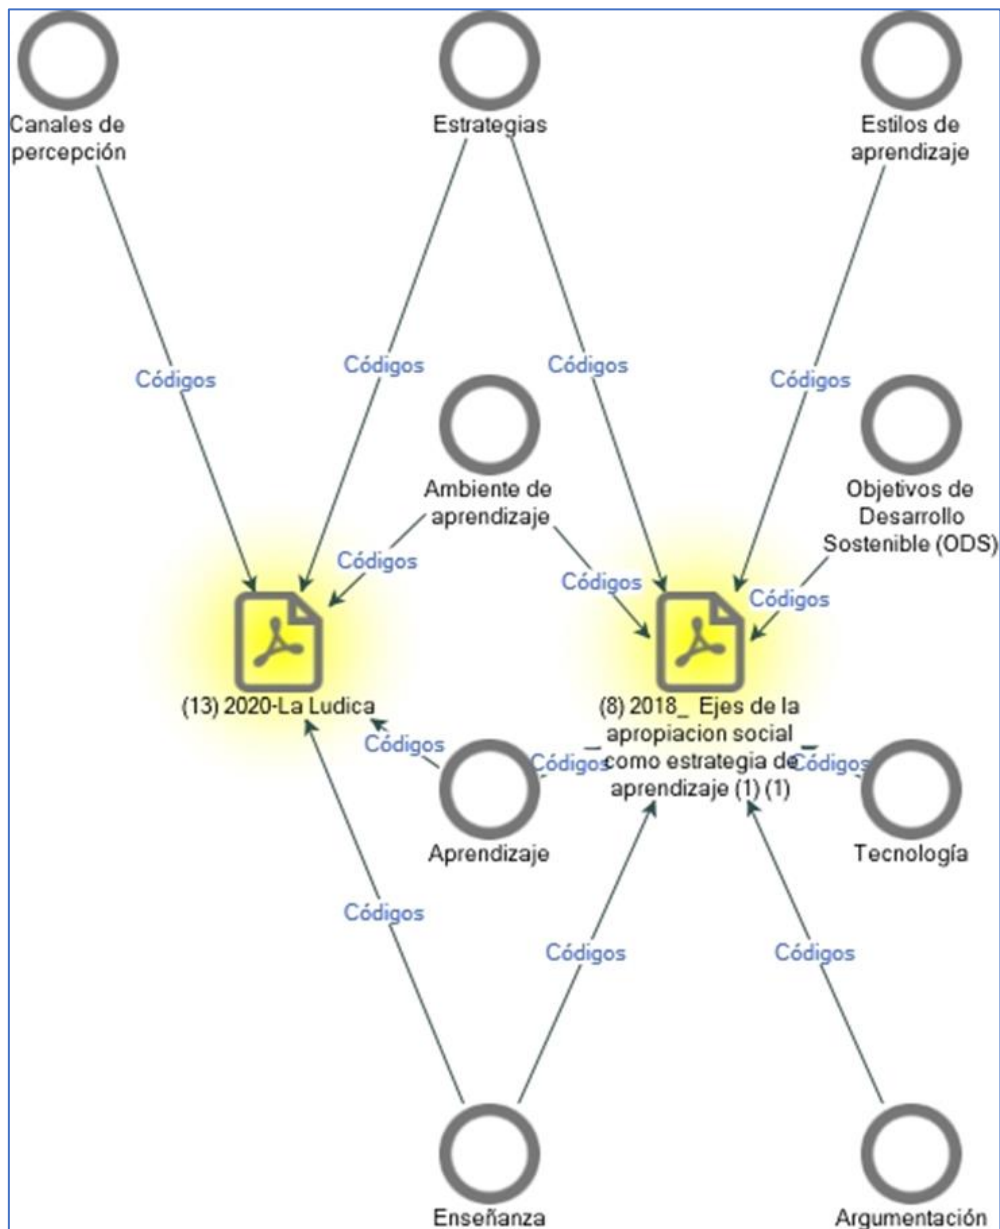 Canales de
percepción
Estrategias
Estilos de
aprendizaje
Códigos
Códigos
Códigos
Códigos
Ambiente de
aprendizaje
Objetivos de
Desarrollo
Sostenible (ODS)
Códigos
Códigos
Códigos
(13) 2020-La Ludica
(8) 2018_ Ejes de la
apropiacion social
como estrategia de
aprendizaje (1) (1)
Códigos
Códigos
Códigos
Aprendizaje
Tecnología
Códigos
Códigos
Códigos
Enseñanza
Argumentación